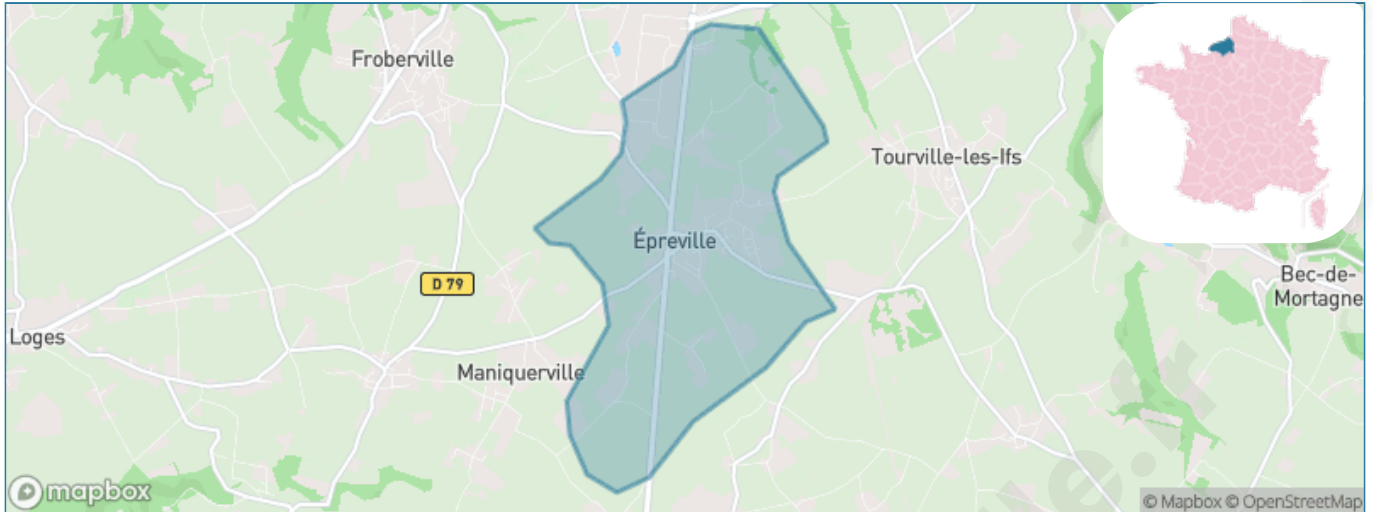 Froberville
Tourville-les-Ifs
Épreville
D 79
Bec-de-
Mortagne
Loges
Maniquerville
mapbox
© Mapbox © OpenStreetMap